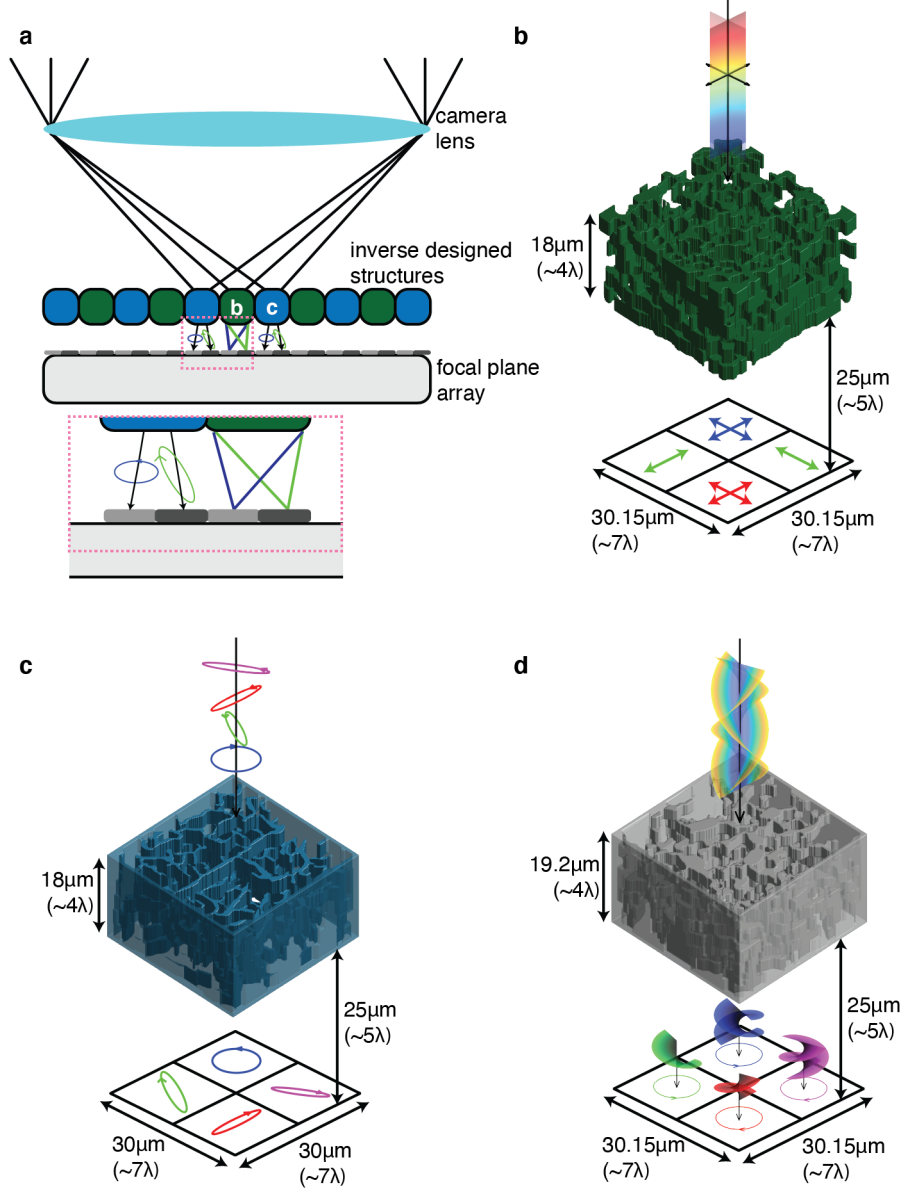 a
camera
lens
inverse designed
structures
b
c
focal plane
array
b
18μm
(~4λ)
25μm
(~5λ)
30.15μm
(~7λ)
30.15μm
(~7λ)
c
18μm
(~4λ)
25μm
(~5λ)
30μm
(~7λ)
30μm
(~7λ)
d
19.2μm
(~4λ)
25μm
(~5λ)
30.15μm
(~7λ)
30.15μm
(~7λ)